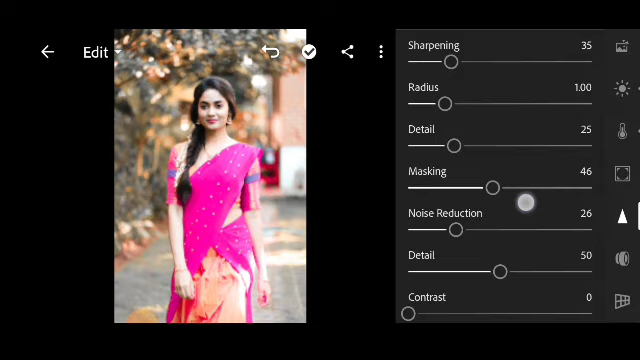 Edit
Sharpening 35
Radius 1.00
Detail 25
Masking 46
Noise Reduction 26
Detail 50
Contrast 0